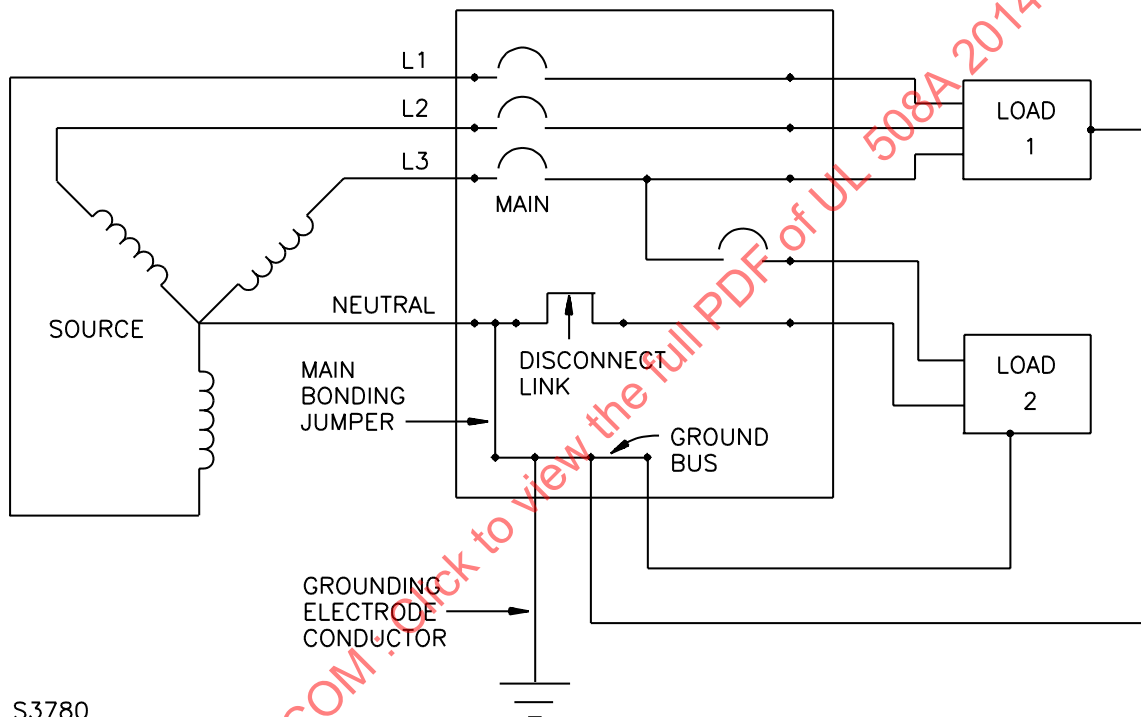 L1
L2
L3
MAIN
LOAD
1
NEUTRAL
SOURCE
DISCONNECT
LINK
MAIN
BONDING
JUMPER
LOAD
2
GROUND
BUS
GROUNDING
ELECTRODE
CONDUCTOR
S3780
COM : Click to view the full PDF of UL 508A 2014